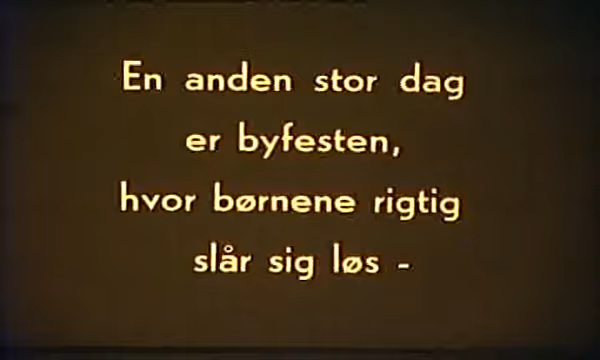 En anden stor dag
er byfesten,
hvor børnene rigtig
slår sig løs -